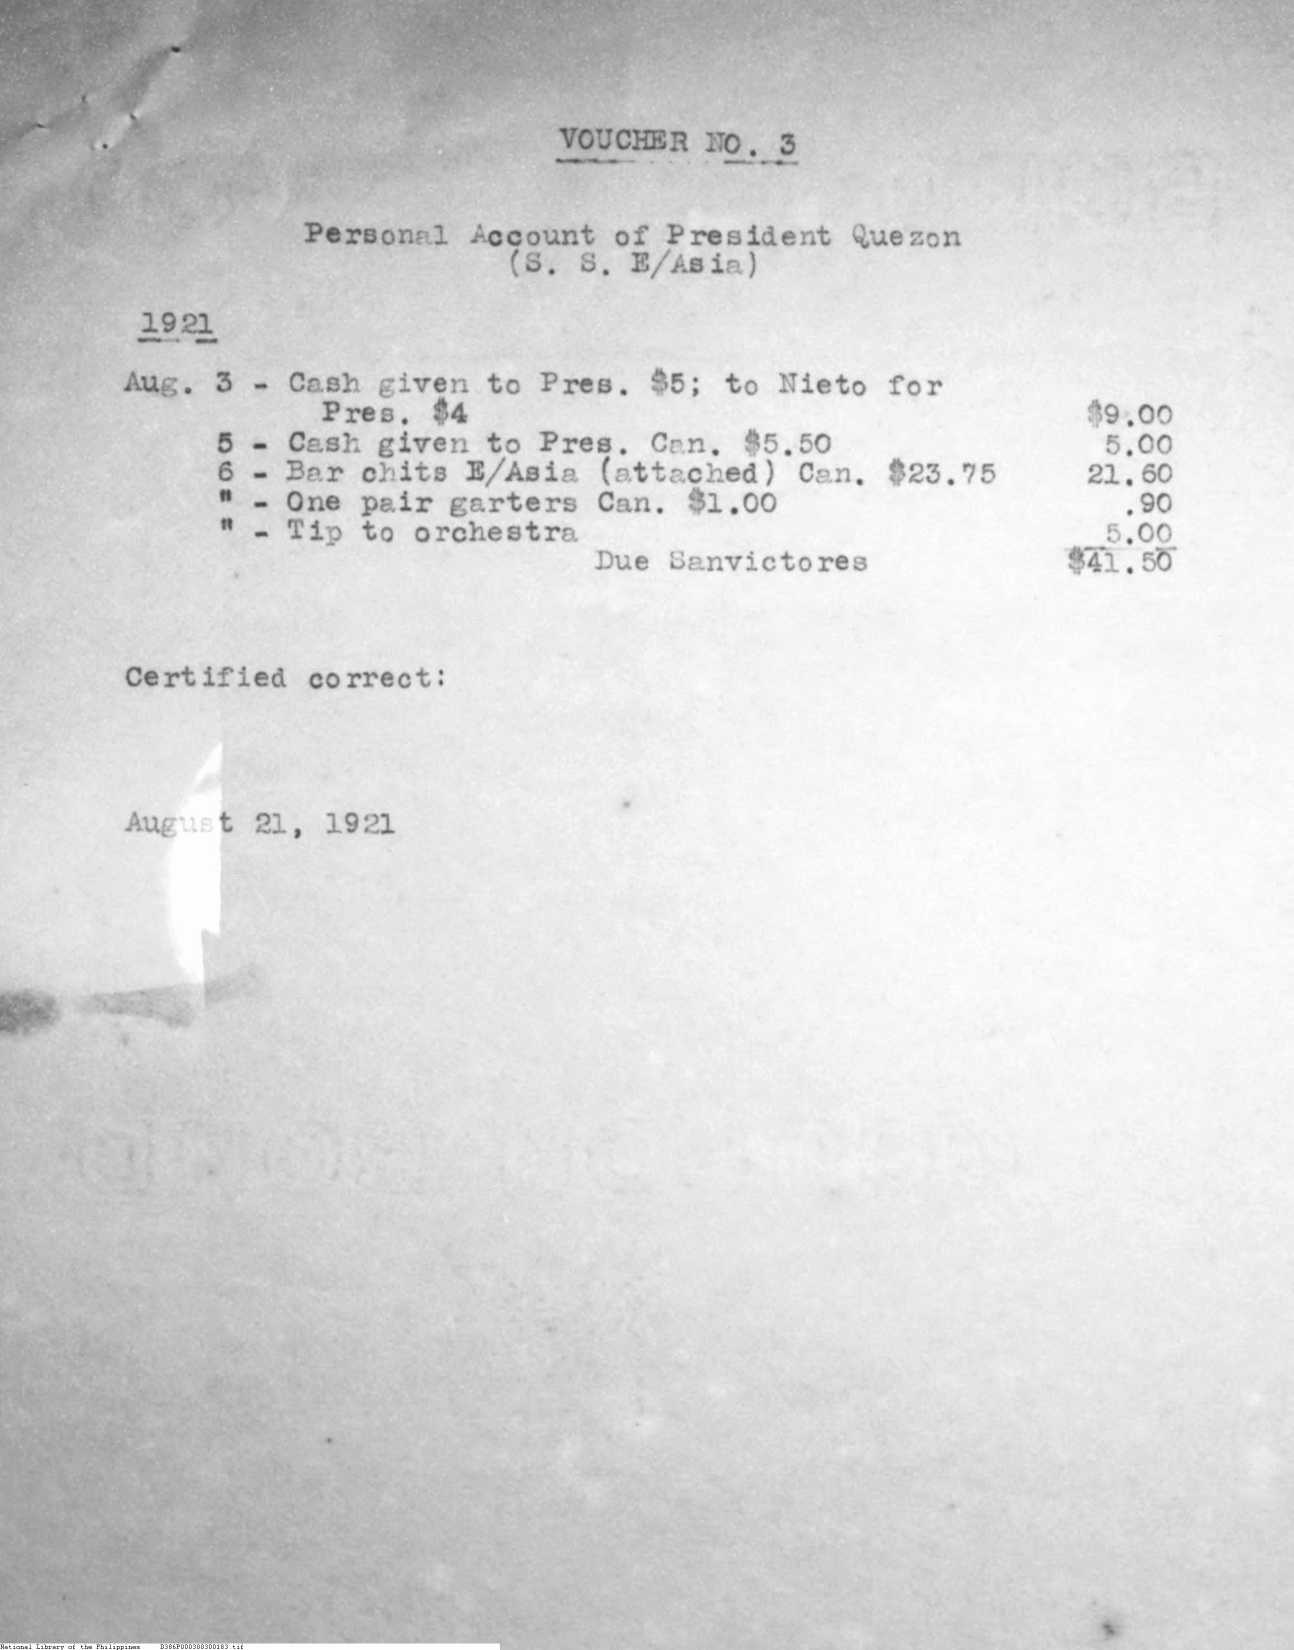 VOUCHER NO. 3
Personal Account of President Quezon
(S. S. E/Asia)
1921
Aug. 3 - Cash given to Pres. $5; to Nieto for
Pres. $4 $9.00
5 - Cash given to Pres. Can. $5.50 5.00
6 - Bar chits E/Asia (attached) Can. $23.75 21.60
" - One pair garters Can. $1.00 .90
" - Tip to orchestra 5.00
Due Sanvictores $41.50
Certified correct:
August 21, 1921
National Library of the Philippines